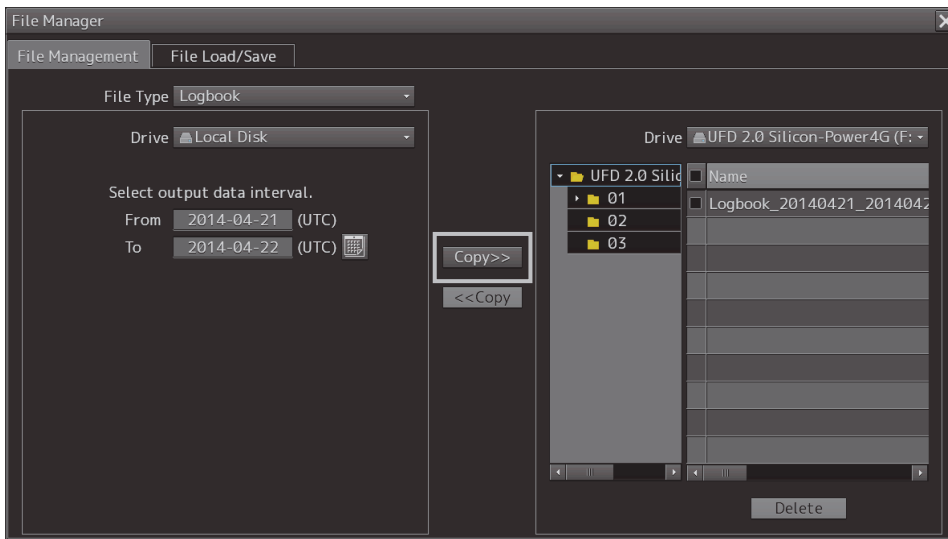 File Manager
File Management
File Load/Save
File Type Logbook
Drive Local Disk
Select output data interval.
From 2014-04-21 (UTC)
To 2014-04-22 (UTC)
Copy>>
<<Copy
Drive UFD 2.0 Silicon-Power4G (F:
UFD 2.0 Silic
01
02
03
Name
Logbook_20140421_2014042
Delete